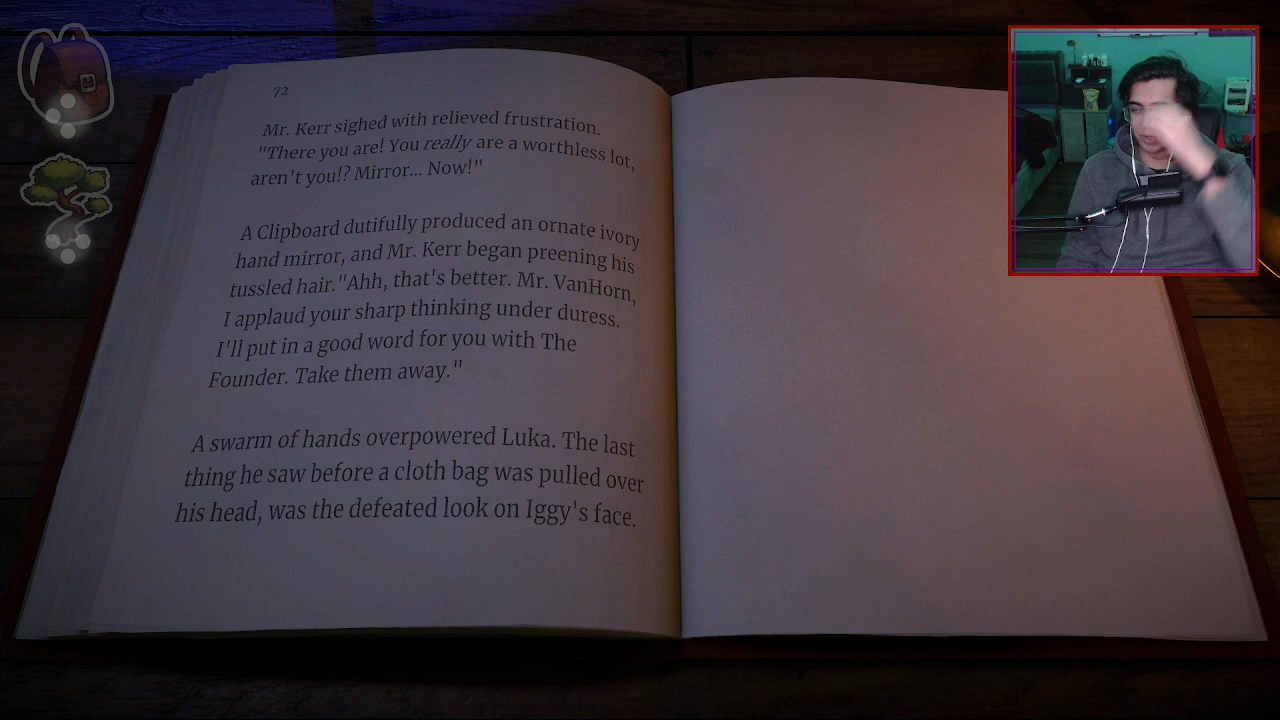 72
Mr. Kerr sighed with relieved frustration.
"There you are! You really are a worthless lot,
aren't you!? Mirror... Now!"
A Clipboard dutifully produced an ornate ivory
hand mirror, and Mr. Kerr began preening his
tussled hair."Ahh, that's better. Mr. VanHorn,
I applaud your sharp thinking under duress.
I'll put in a good word for you with The
Founder. Take them away."
A swarm of hands overpowered Luka. The last
thing he saw before a cloth bag was pulled over
his head, was the defeated look on Iggy's face.